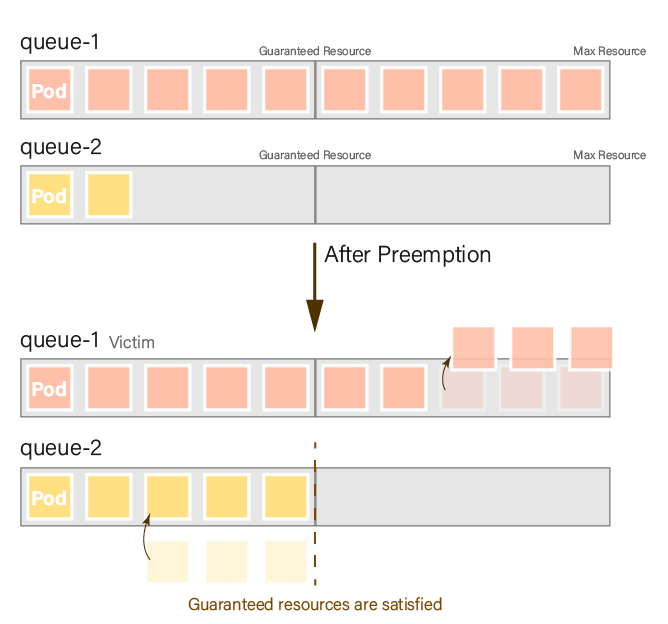 queue-1
Guaranteed Resource
Max Resource
Pod
queue-2
Guaranteed Resource
Max Resource
Pod
After Preemption
queue-1 Victim
Pod
queue-2
Pod
Guaranteed resources are satisfied